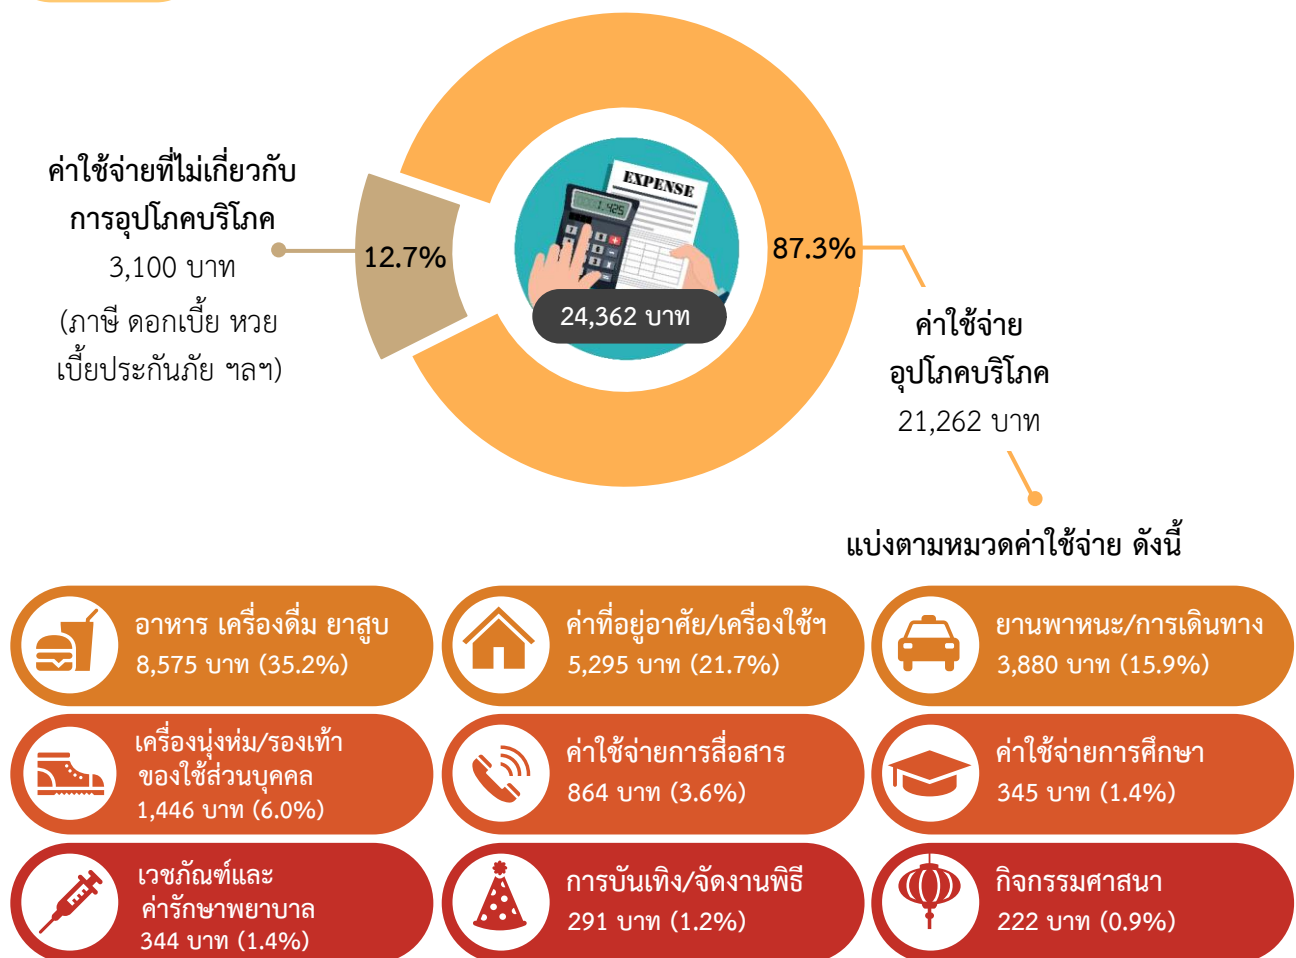 ค่าใช้จ่ายที่ไม่เกี่ยวกับ
การอุปโภคบริโภค
3,100 บาท
(ภาษี ดอกเบี้ย หวย
เบี้ยประกันภัย ฯลฯ)
12.7%
EXPENSE
1,425
24,362 บาท
87.3%
ค่าใช้จ่าย
อุปโภคบริโภค
21,262 บาท
แบ่งตามหมวดค่าใช้จ่าย ดังนี้
อาหาร เครื่องดื่ม ยาสูบ
8,575 บาท (35.2%)
ค่าที่อยู่อาศัย/เครื่องใช้ฯ
5,295 บาท (21.7%)
ยานพาหนะ/การเดินทาง
3,880 บาท (15.9%)
เครื่องนุ่งห่ม/รองเท้า
ของใช้ส่วนบุคคล
1,446 บาท (6.0%)
ค่าใช้จ่ายการสื่อสาร
864 บาท (3.6%)
ค่าใช้จ่ายการศึกษา
345 บาท (1.4%)
เวชภัณฑ์และ
ค่ารักษาพยาบาล
344 บาท (1.4%)
การบันเทิง/จัดงานพิธี
291 บาท (1.2%)
กิจกรรมศาสนา
222 บาท (0.9%)